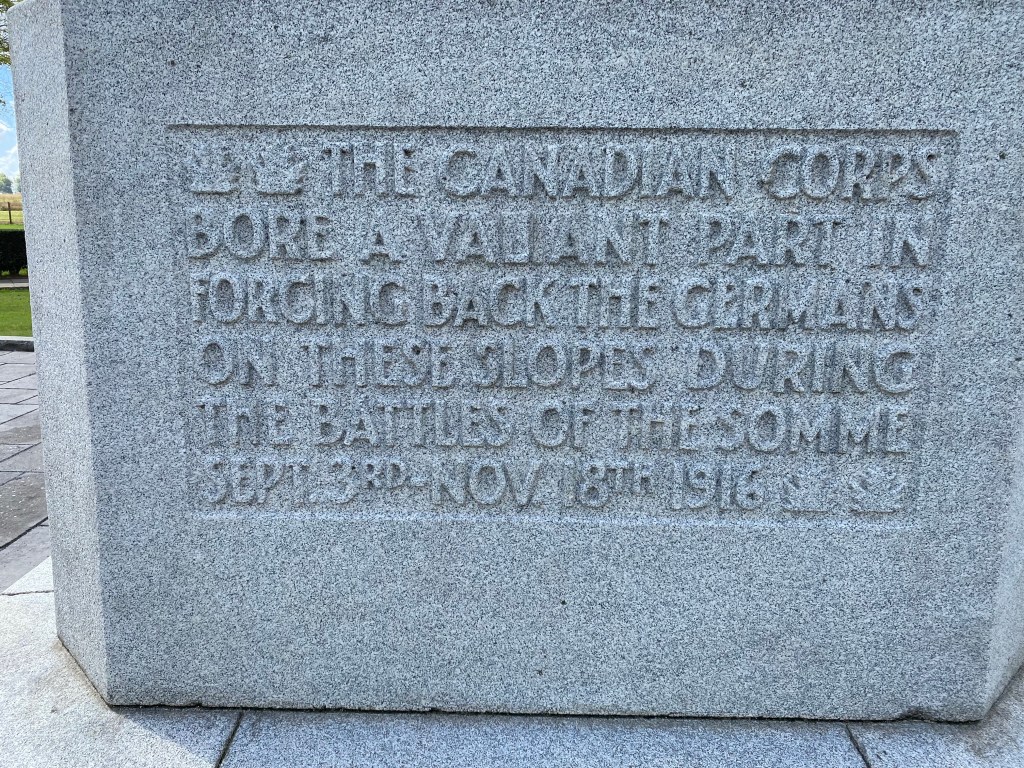 THE CANADIAN CORPS
BORE A VALIANT PART IN
FORCING BACK THE GERMANS
ON THESE SLOPES DURING
THE BATTLES OF THE SOMME
SEPT. 3RD – NOV. 18TH 1916